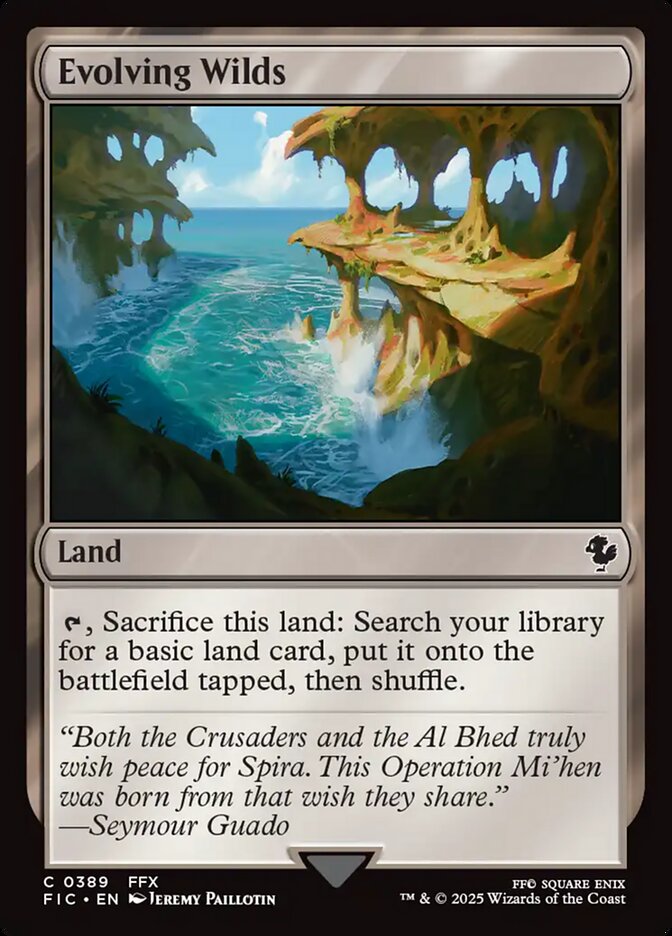 Evolving Wilds
Land
, Sacrifice this land: Search your library
for a basic land card, put it onto the
battlefield tapped, then shuffle.
“Both the Crusaders and the Al Bhed truly
wish peace for Spira. This Operation Mi’hen
was born from that wish they share.”
—Seymour Guado
C 0389 FFX
FIC • EN Jeremy Paillotin
FF© SQUARE ENIX
™ & © 2025 Wizards of the Coast